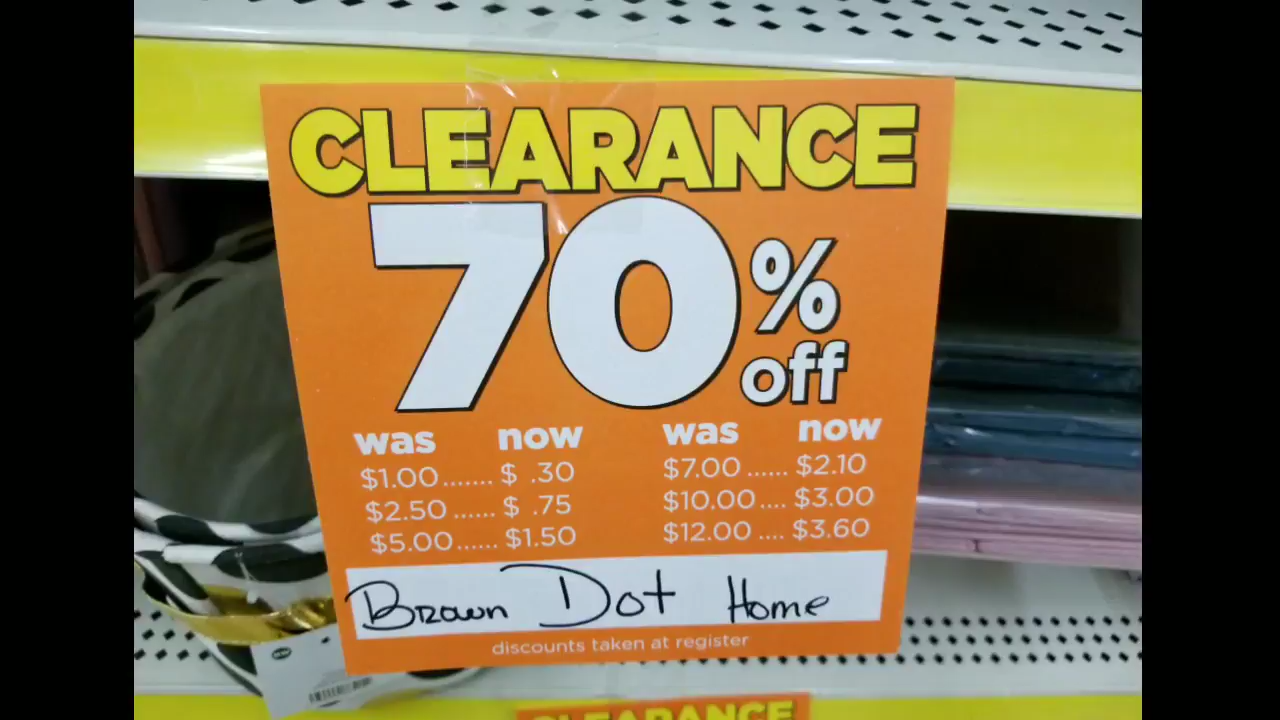 CLEARANCE
70%
off
was now was now
$1.00....... $ .30 $7.00 ...... $2.10
$2.50 ...... $ .75 $10.00 .... $3.00
$5.00 ...... $1.50 $12.00 .... $3.60
Brown Dot Home
discounts taken at register
CLEARANCE